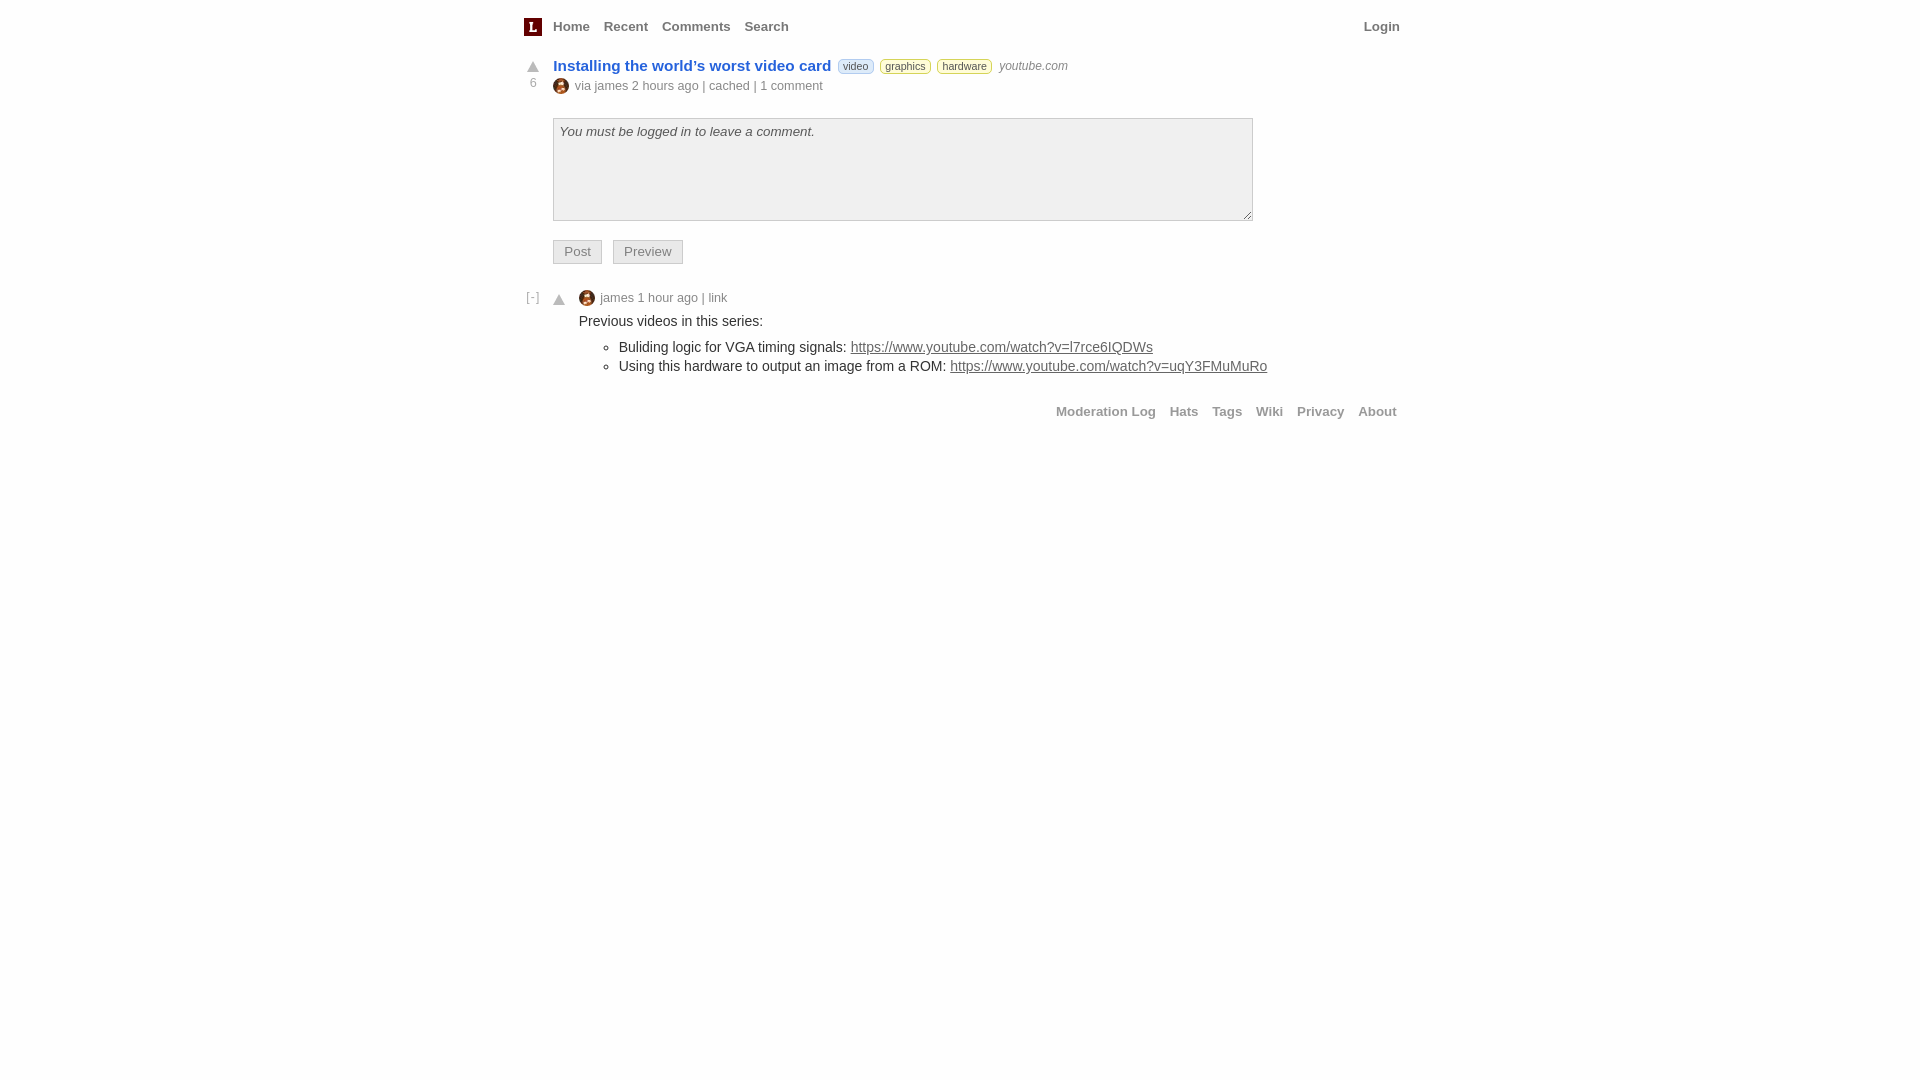 L Home Recent Comments Search Login
Installing the world’s worst video card video graphics hardware youtube.com
6
via james 2 hours ago | cached | 1 comment
You must be logged in to leave a comment.
Post Preview
[-] james 1 hour ago | link
Previous videos in this series:
Buliding logic for VGA timing signals: https://www.youtube.com/watch?v=l7rce6IQDWs
Using this hardware to output an image from a ROM: https://www.youtube.com/watch?v=uqY3FMuMuRo
Moderation Log Hats Tags Wiki Privacy About